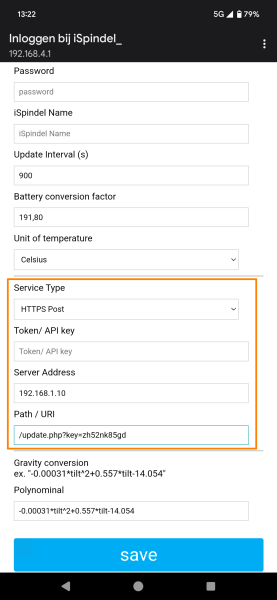 13:22
5G 79%
Inloggen bij iSpindel_
192.168.4.1
Password
password
iSpindel Name
iSpindel Name
Update Interval (s)
900
Battery conversion factor
191,80
Unit of temperature
Celsius
Service Type
HTTPS Post
Token/ API key
Token/ API key
Server Address
192.168.1.10
Path / URI
/update.php?key=zh52nk85gd
Gravity conversion
ex. "-0.00031*tilt^2+0.557*tilt-14.054"
Polynominal
-0.00031*tilt^2+0.557*tilt-14.054
save